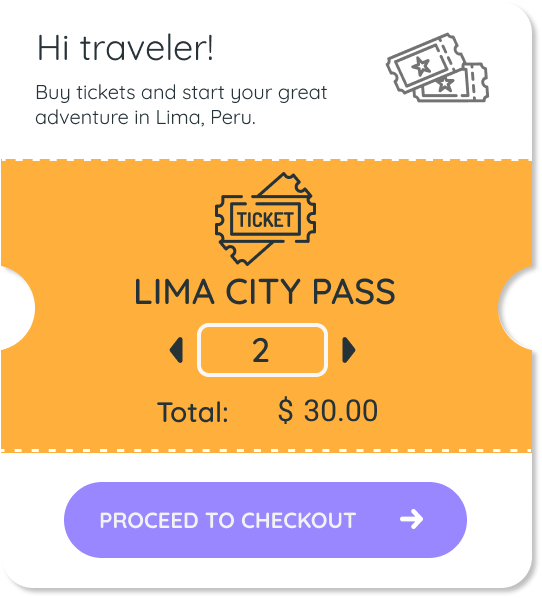 Hi traveler!
Buy tickets and start your great
adventure in Lima, Peru.
TICKET
LIMA CITY PASS
2
Total: $ 30.00
PROCEED TO CHECKOUT